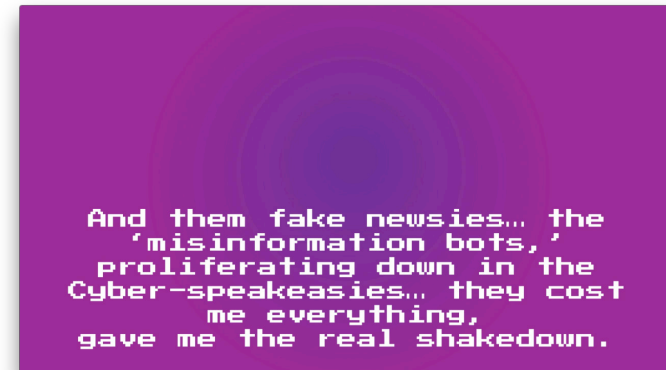 And them fake newsies… the
‘misinformation bots,’
proliferating down in the
Cyber-speakeasies… they cost
me everything,
gave me the real shakedown.